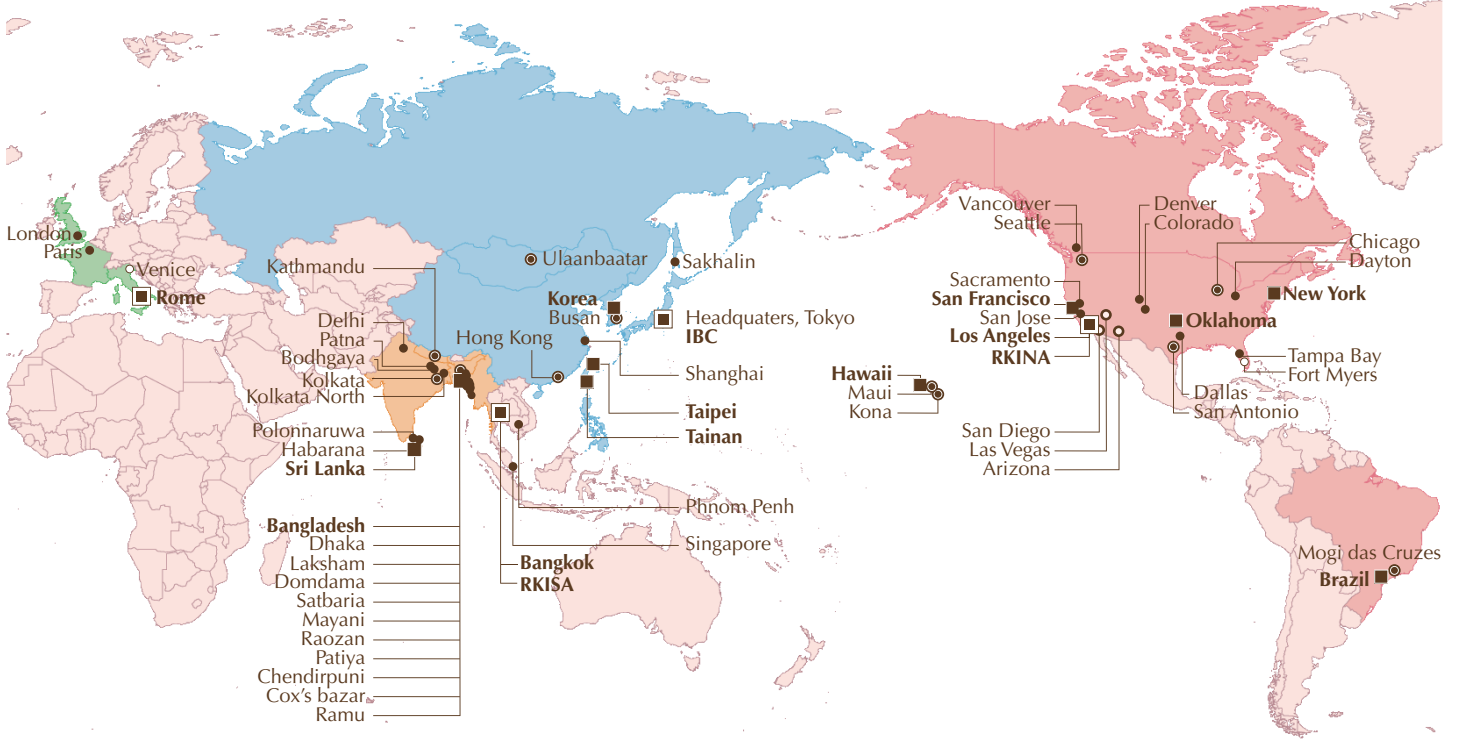 London
Paris
Venice
Rome
Kathmandu
Delhi
Patna
Bodhgaya
Kolkata
Kolkata North
Polonnaruwa
Habarana
Sri Lanka
Bangladesh
Dhaka
Laksham
Domdama
Satbaria
Mayani
Raozan
Patiya
Chendirpuni
Cox's bazar
Ramu
Ulaanbaatar
Sakhalin
Korea
Busan
Hong Kong
Headquaters, Tokyo
IBC
Shanghai
Taipei
Tainan
Phnom Penh
Singapore
Bangkok
RKISA
Hawaii
Maui
Kona
Vancouver
Seattle
Sacramento
San Francisco
San Jose
Los Angeles
RKINA
San Diego
Las Vegas
Arizona
Denver
Colorado
Chicago
Dayton
New York
Oklahoma
Tampa Bay
Fort Myers
Dallas
San Antonio
Mogi das Cruzes
Brazil